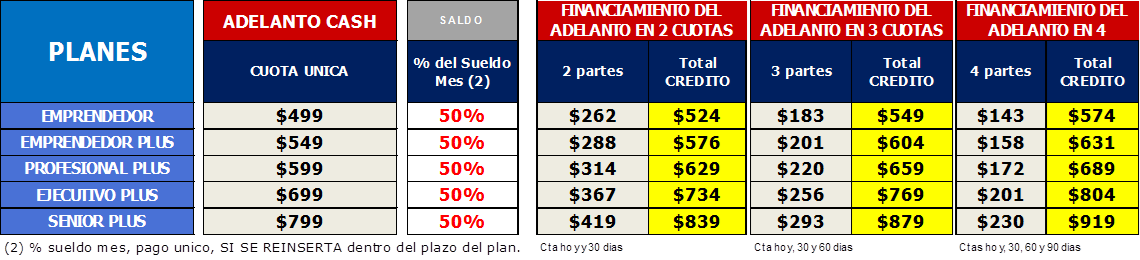 PLANES
ADELANTO CASH
SALDO
FINANCIAMIENTO DEL ADELANTO EN 2 CUOTAS
FINANCIAMIENTO DEL ADELANTO EN 3 CUOTAS
FINANCIAMIENTO DEL ADELANTO EN 4
CUOTA UNICA
% del Sueldo Mes (2)
2 partes
Total CREDITO
3 partes
Total CREDITO
4 partes
Total CREDITO
EMPRENDEDOR $499 50% $262 $524 $183 $549 $143 $574
EMPRENDEDOR PLUS $549 50% $288 $576 $201 $604 $158 $631
PROFESIONAL PLUS $599 50% $314 $629 $220 $659 $172 $689
EJECUTIVO PLUS $699 50% $367 $734 $256 $769 $201 $804
SENIOR PLUS $799 50% $419 $839 $293 $879 $230 $919
(2) % sueldo mes, pago unico, SI SE REINSERTA dentro del plazo del plan.
Cta hoy y 30 dias
Cta hoy, 30 y 60 dias
Ctas hoy, 30, 60 y 90 dias